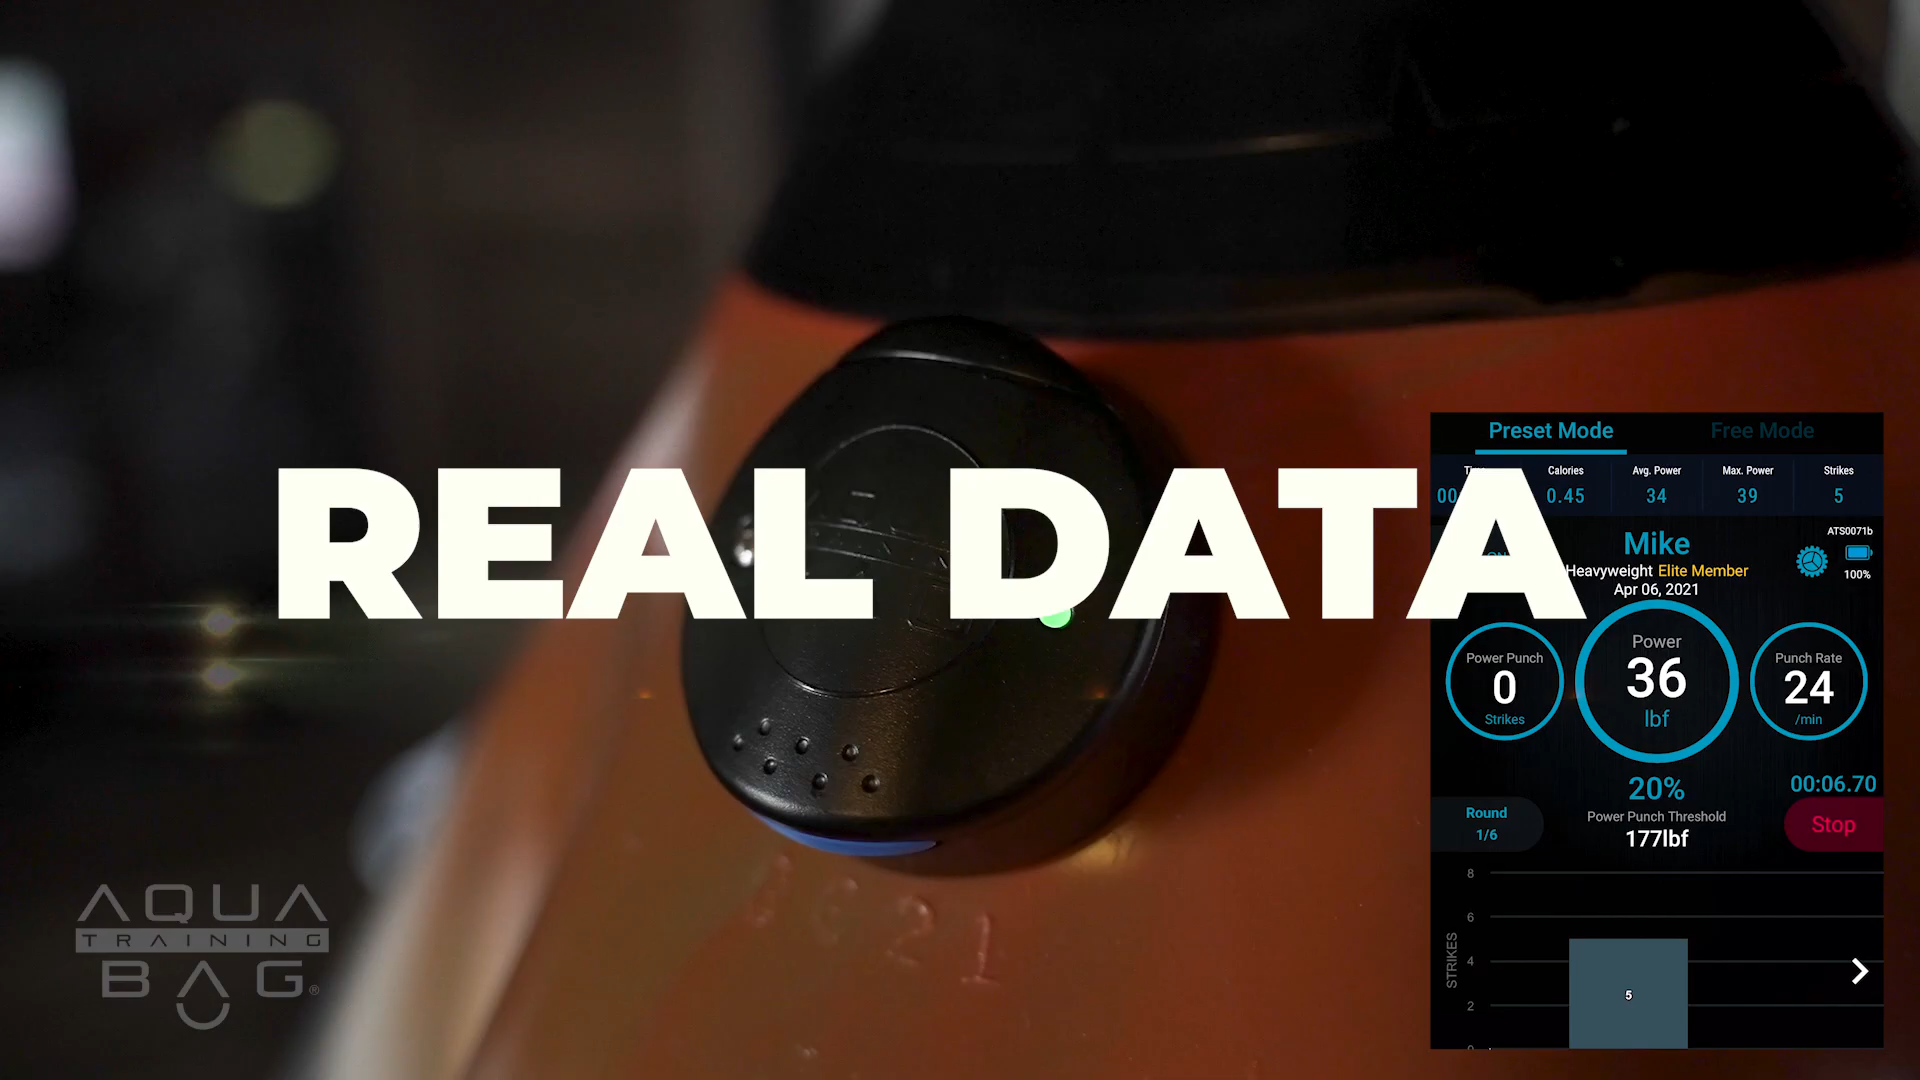 REAL DATA
AQUA
TRAINING
BAG®
21
Preset Mode Free Mode
Calories Avg. Power Max. Power Strikes
00 0.45 34 39 5
Mike
ATS0071b
Heavyweight Elite Member
100%
Apr 06, 2021
Power Punch
0
Strikes
Power
36
lbf
Punch Rate
24
/min
20%
00:06.70
Round
1/6
Power Punch Threshold
177lbf
Stop
STRIKES
8
6
4
2
0
5